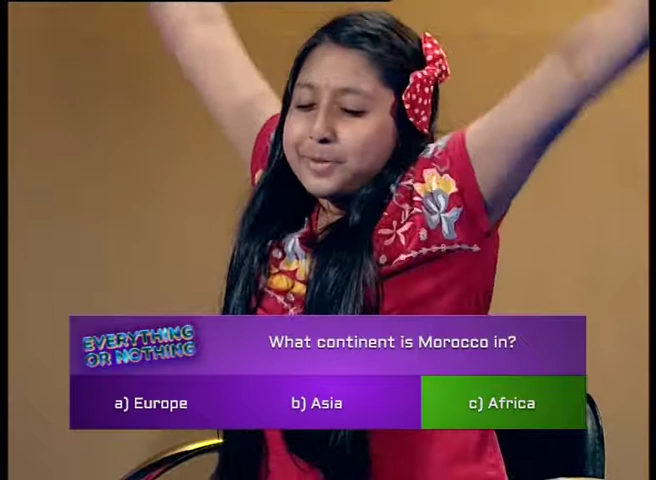 EVERYTHING
OR NOTHING
What continent is Morocco in?
a) Europe
b) Asia
c) Africa